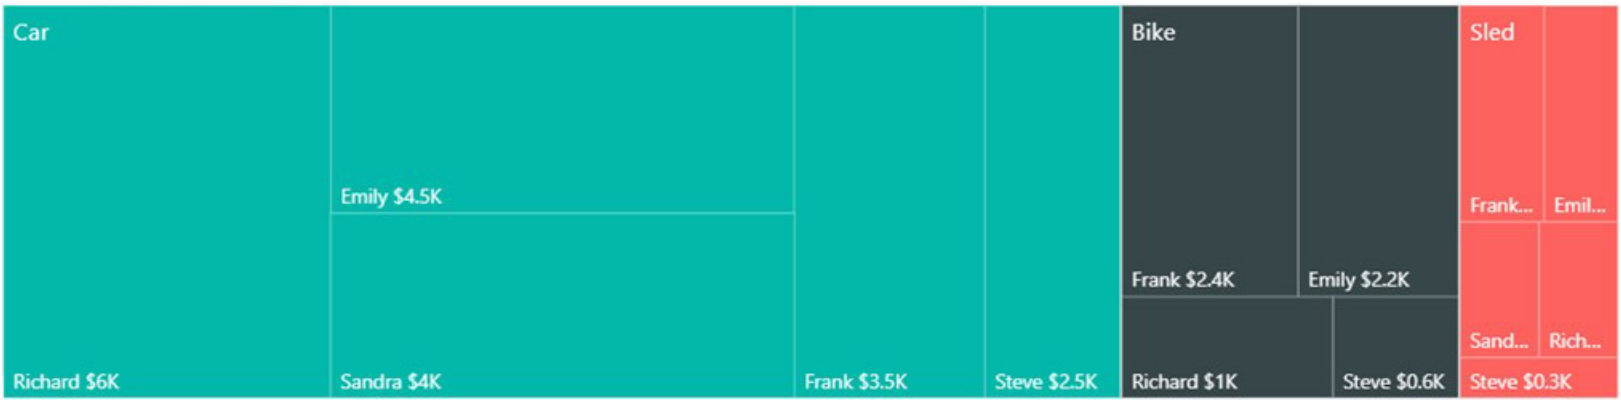 Car
Richard $6K
Emily $4.5K
Sandra $4K
Frank $3.5K
Steve $2.5K
Bike
Frank $2.4K
Emily $2.2K
Richard $1K
Steve $0.6K
Sled
Frank...
Emil...
Sand...
Rich...
Steve $0.3K